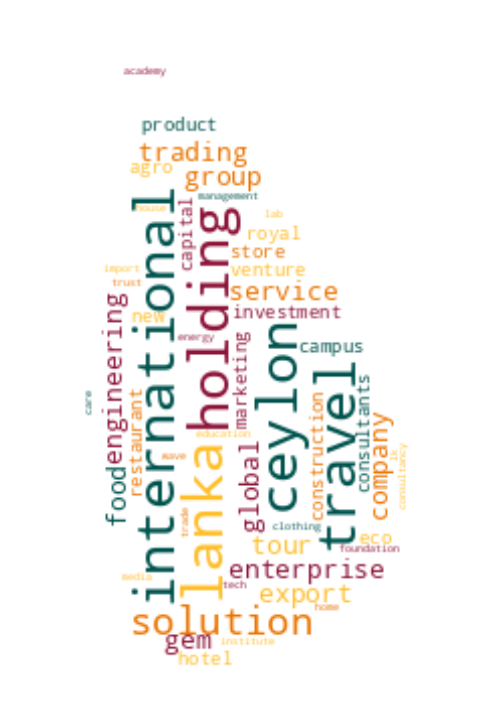 academy
product
trading
agro
group
management
international
house
capital
holding
lab
royal
store
import
venture
trust
service
engineering
new
investment
ceylon
energy
marketing
campus
travel
care
restaurant
construction
consultants
company
education
lanka
global
wave
food
lk
consultancy
trade
clothing
tour
eco
foundation
enterprise
media
tech
export
home
solution
gem
institute
hotel